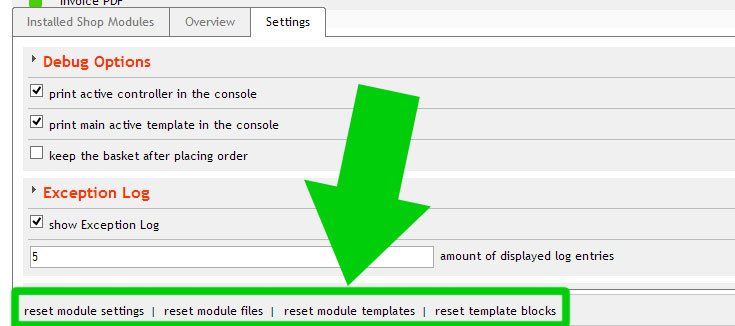 Invoice PDF
Installed Shop Modules Overview Settings
Debug Options
print active controller in the console
print main active template in the console
keep the basket after placing order
Exception Log
show Exception Log
5 amount of displayed log entries
reset module settings | reset module files | reset module templates | reset template blocks